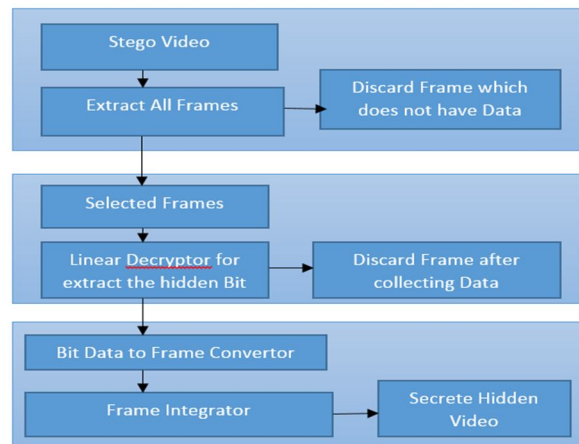 Stego Video
Extract All Frames
Discard Frame which
does not have Data
Selected Frames
Linear Decryptor for
extract the hidden Bit
Discard Frame after
collecting Data
Bit Data to Frame Convertor
Frame Integrator
Secrete Hidden
Video